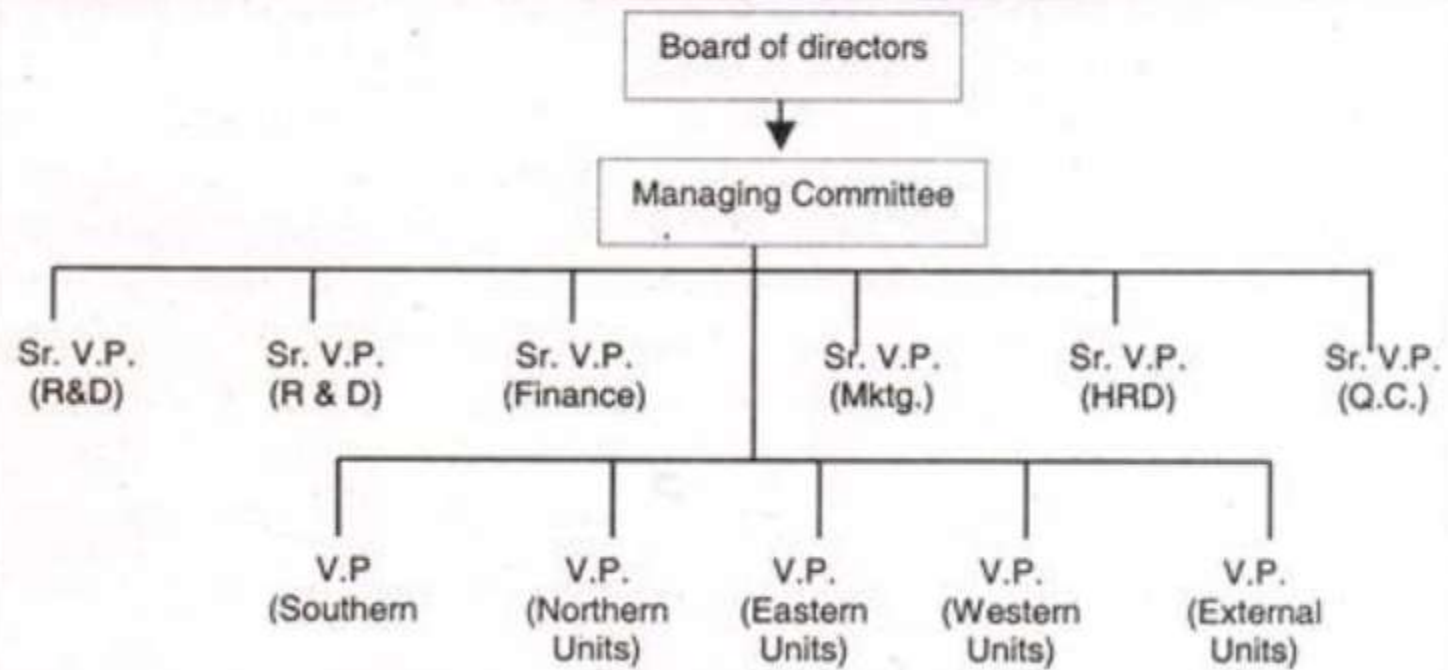 Board of directors
Managing Committee
Sr. V.P.
(R&D)
Sr. V.P.
(R & D)
Sr. V.P.
(Finance)
Sr. V.P.
(Mktg.)
Sr. V.P.
(HRD)
Sr. V.P.
(Q.C.)
V.P
(Southern
V.P.
(Northern
Units)
V.P.
(Eastern
Units)
V.P.
(Western
Units)
V.P.
(External
Units)